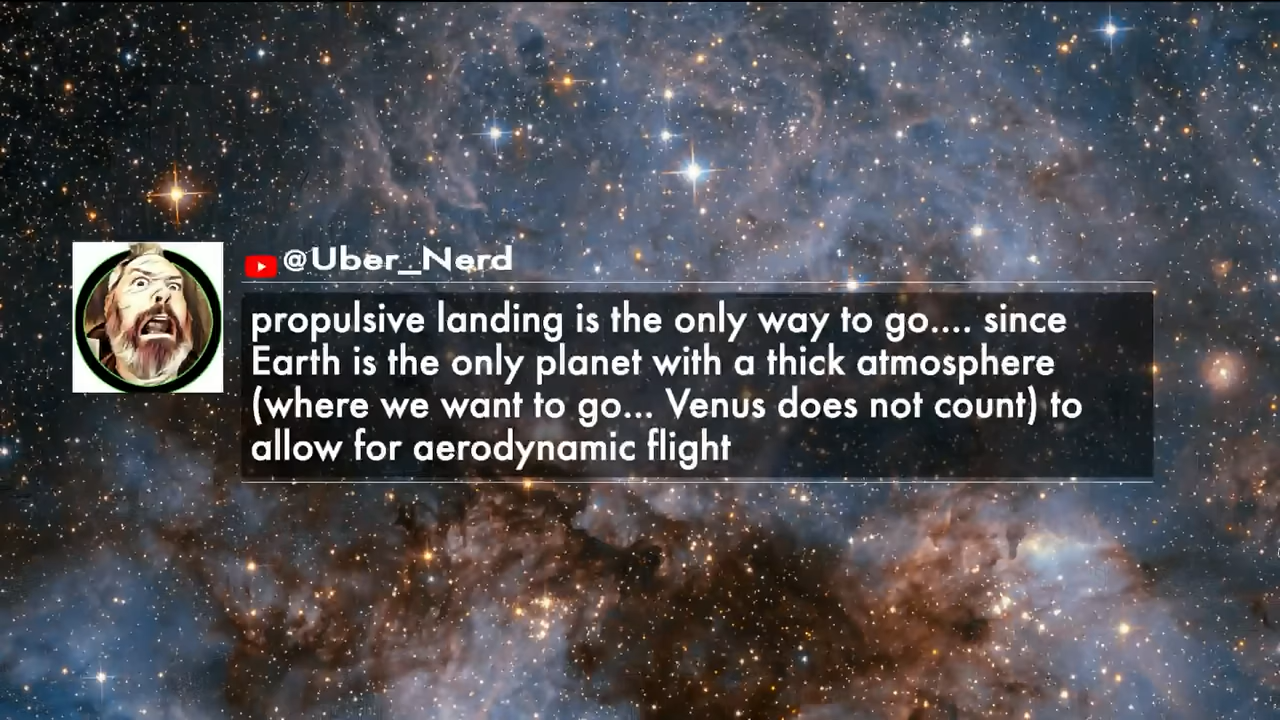 @Uber_Nerd
propulsive landing is the only way to go.... since
Earth is the only planet with a thick atmosphere
(where we want to go... Venus does not count) to
allow for aerodynamic flight